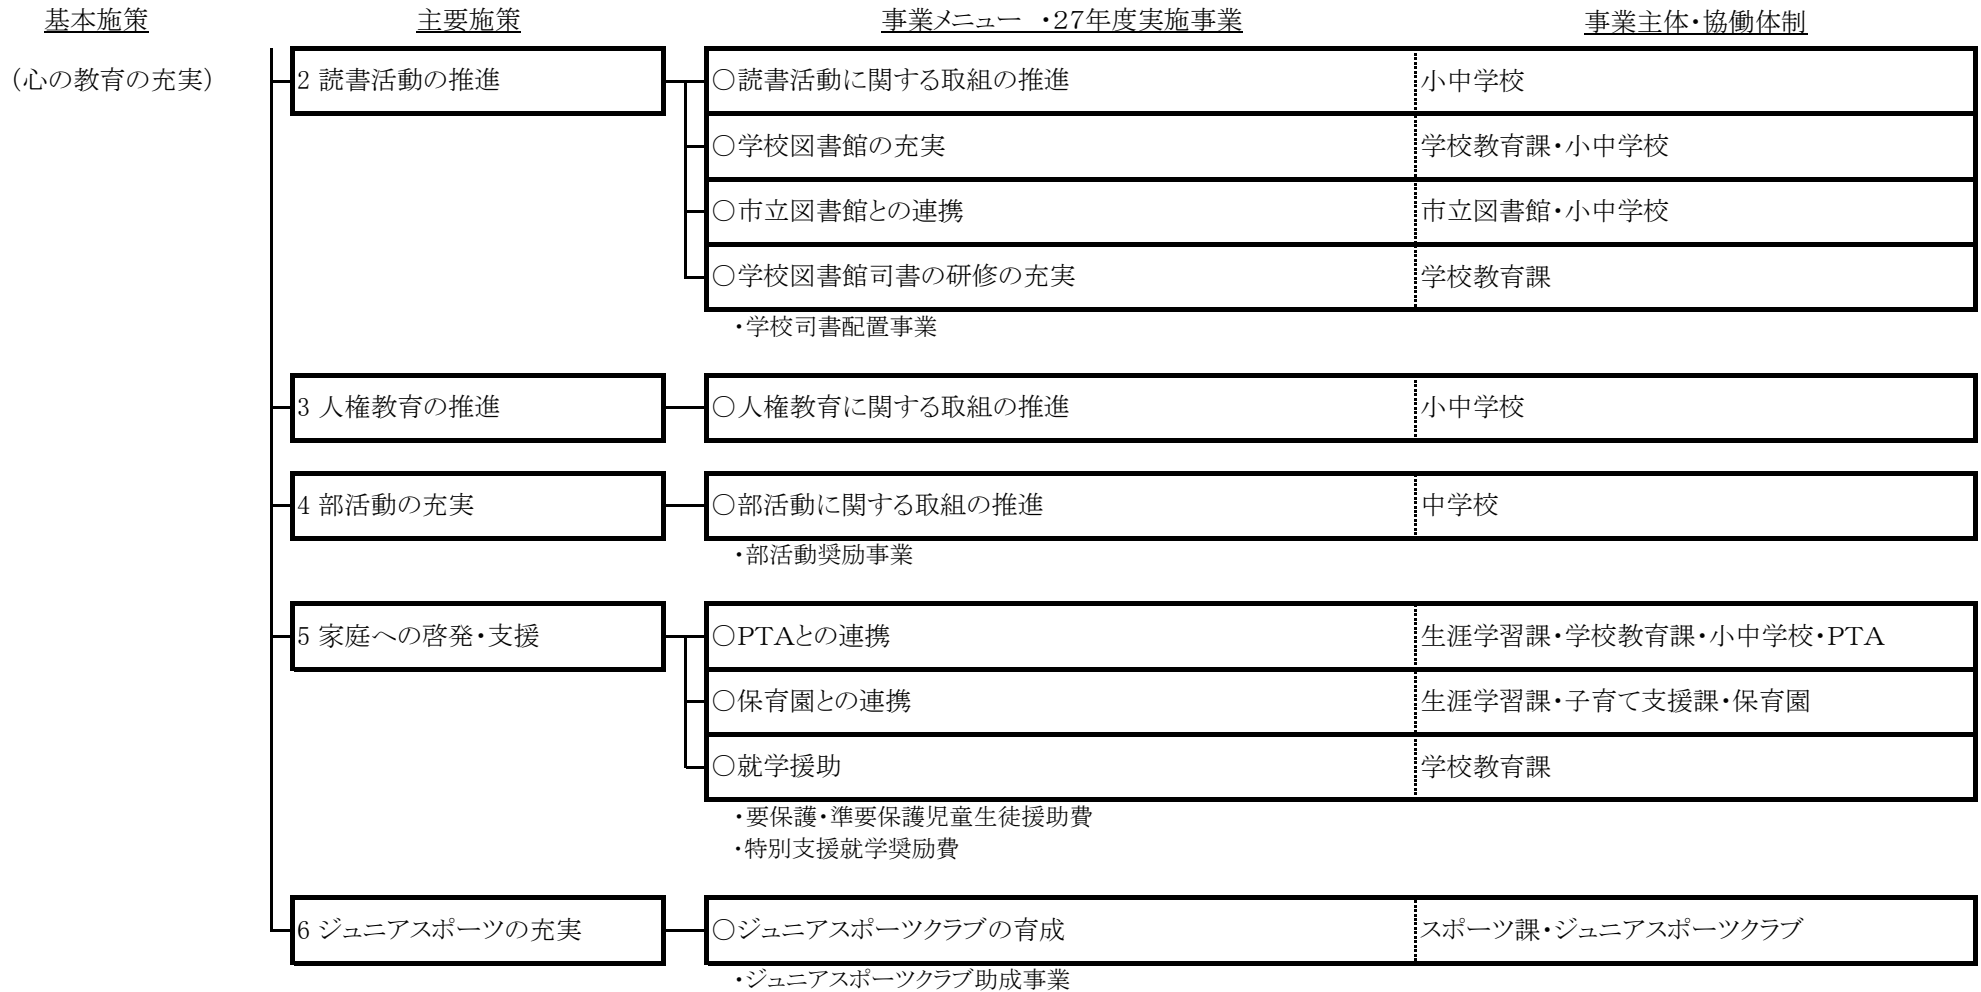 基本施策 主要施策 事業メニュー ・27年度実施事業 事業主体・協働体制
（心の教育の充実） 2 読書活動の推進 ○読書活動に関する取組の推進 小中学校
○学校図書館の充実 学校教育課・小中学校
○市立図書館との連携 市立図書館・小中学校
○学校図書館司書の研修の充実 学校教育課
・学校司書配置事業
3 人権教育の推進 ○人権教育に関する取組の推進 小中学校
4 部活動の充実 ○部活動に関する取組の推進 中学校
・部活動奨励事業
5 家庭への啓発・支援 ○PTAとの連携 生涯学習課・学校教育課・小中学校・PTA
○保育園との連携 生涯学習課・子育て支援課・保育園
○就学援助 学校教育課
・要保護・準要保護児童生徒援助費
・特別支援就学奨励費
6 ジュニアスポーツの充実 ○ジュニアスポーツクラブの育成 スポーツ課・ジュニアスポーツクラブ
・ジュニアスポーツクラブ助成事業